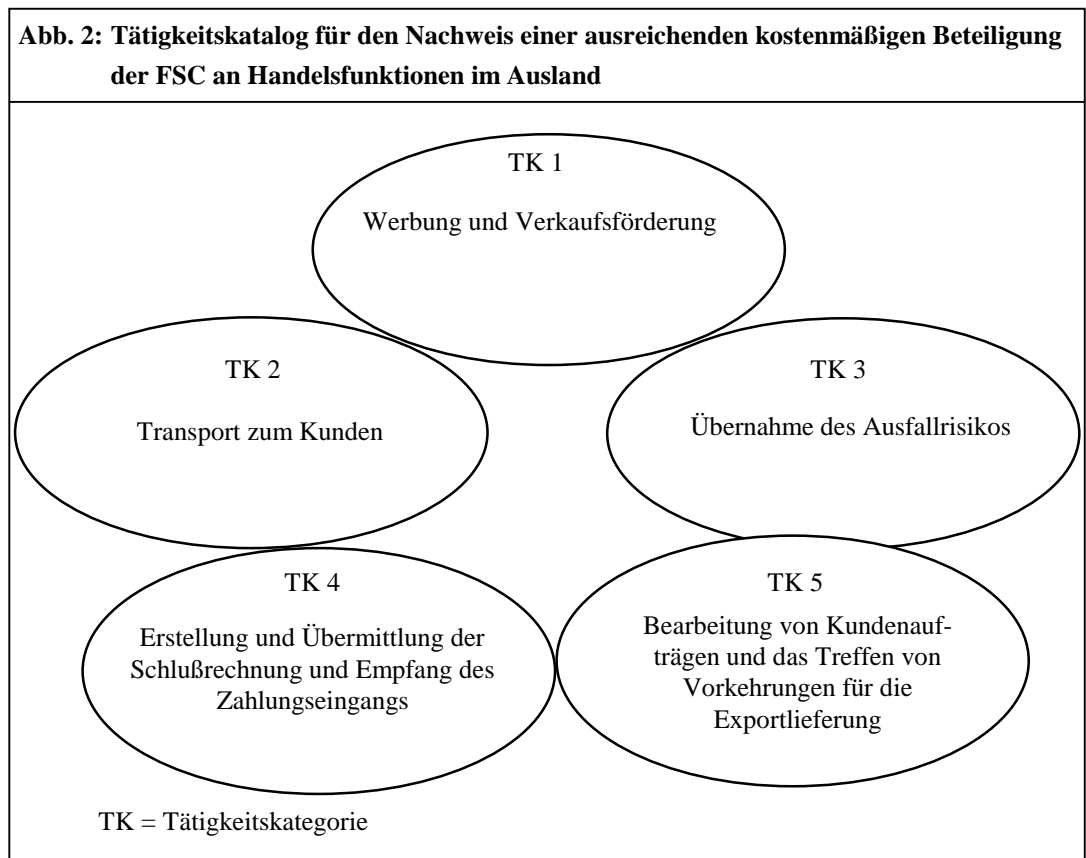 Abb. 2: Tätigkeitskatalog für den Nachweis einer ausreichenden kostenmäßigen Beteiligung
der FSC an Handelsfunktionen im Ausland
TK 1
Werbung und Verkaufsförderung
TK 2
Transport zum Kunden
TK 3
Übernahme des Ausfallrisikos
TK 4
Erstellung und Übermittlung der
Schlußrechnung und Empfang des
Zahlungseingangs
TK 5
Bearbeitung von Kundenauf-
trägen und das Treffen von
Vorkehrungen für die
Exportlieferung
TK = Tätigkeitskategorie